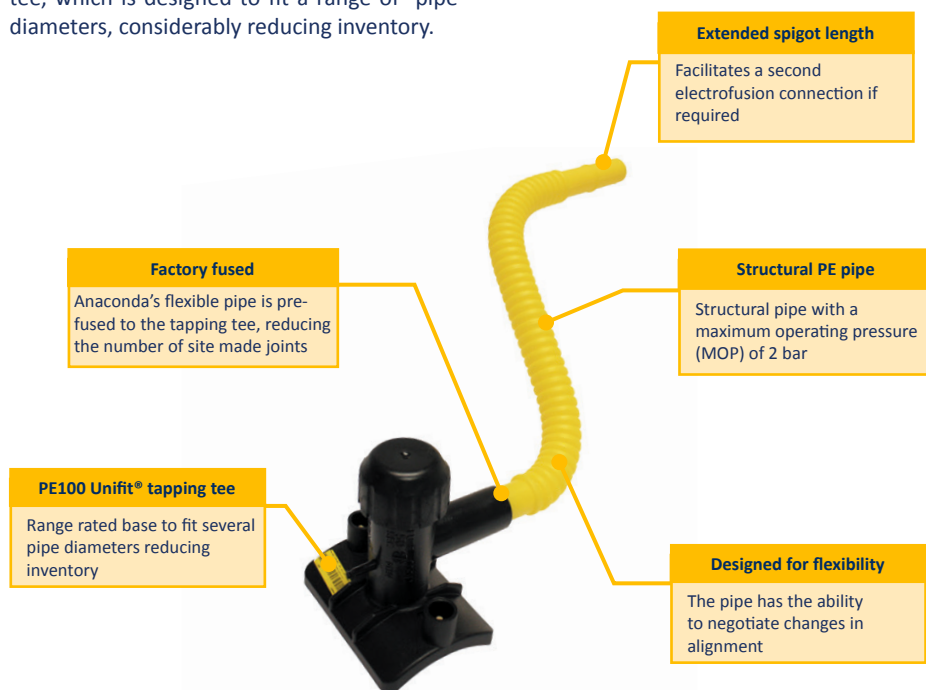 tee, which is designed to fit a range of pipe
diameters, considerably reducing inventory.
Extended spigot length
Facilitates a second
electrofusion connection if
required
Factory fused
Anaconda’s flexible pipe is pre-
fused to the tapping tee, reducing
the number of site made joints
Structural PE pipe
Structural pipe with a
maximum operating pressure
(MOP) of 2 bar
PE100 Unifit® tapping tee
Range rated base to fit several
pipe diameters reducing
inventory
Designed for flexibility
The pipe has the ability
to negotiate changes in
alignment